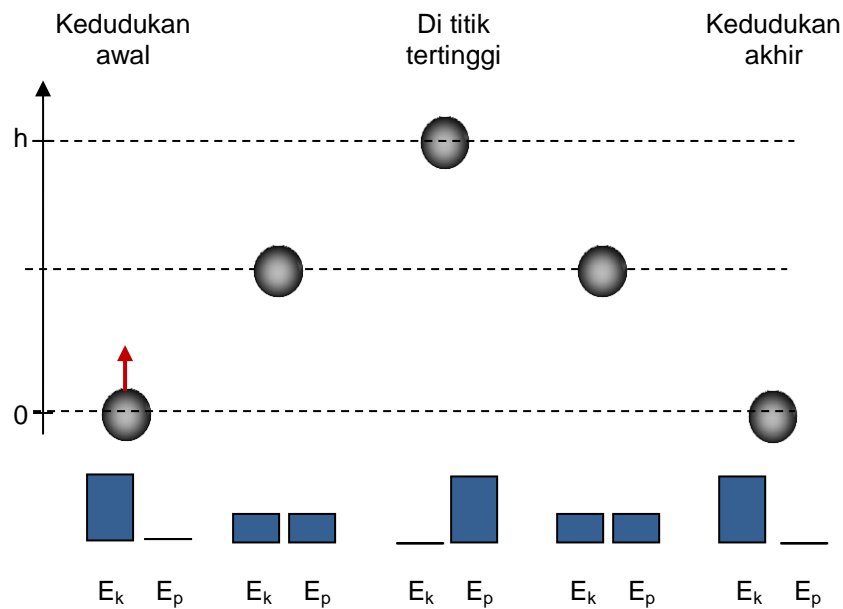 Kedudukan
awal
Di titik
tertinggi
Kedudukan
akhir
h
0
Eₖ Eₚ Eₖ Eₚ Eₖ Eₚ Eₖ Eₚ Eₖ Eₚ